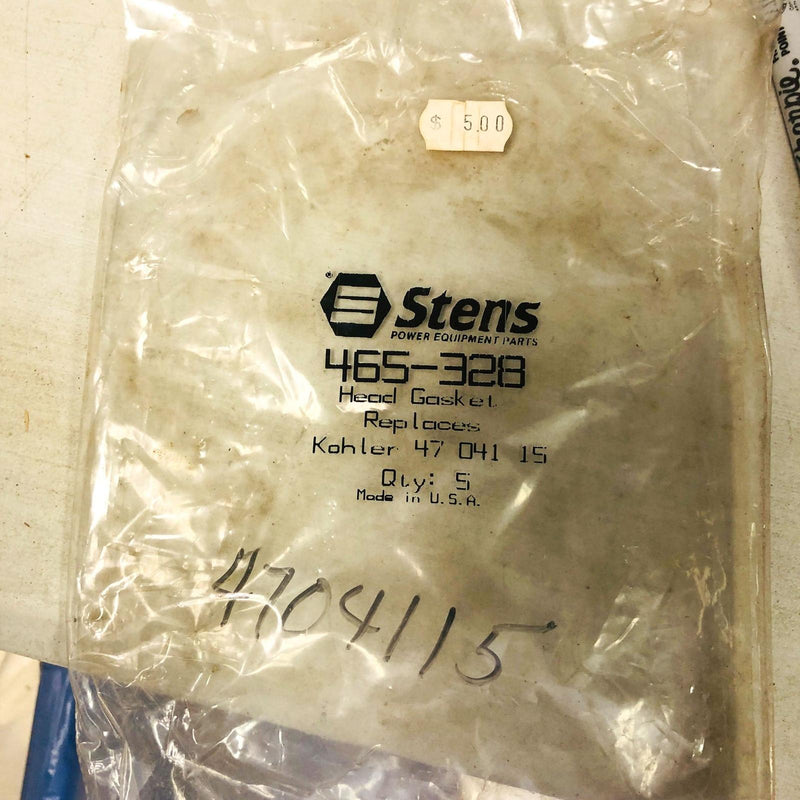 $ 5.00
® Stens
POWER EQUIPMENT PARTS
465-328
Head Gasket
Replaces
Kohler 47 041 15
Qty: 5
Made in U.S.A.
4704115